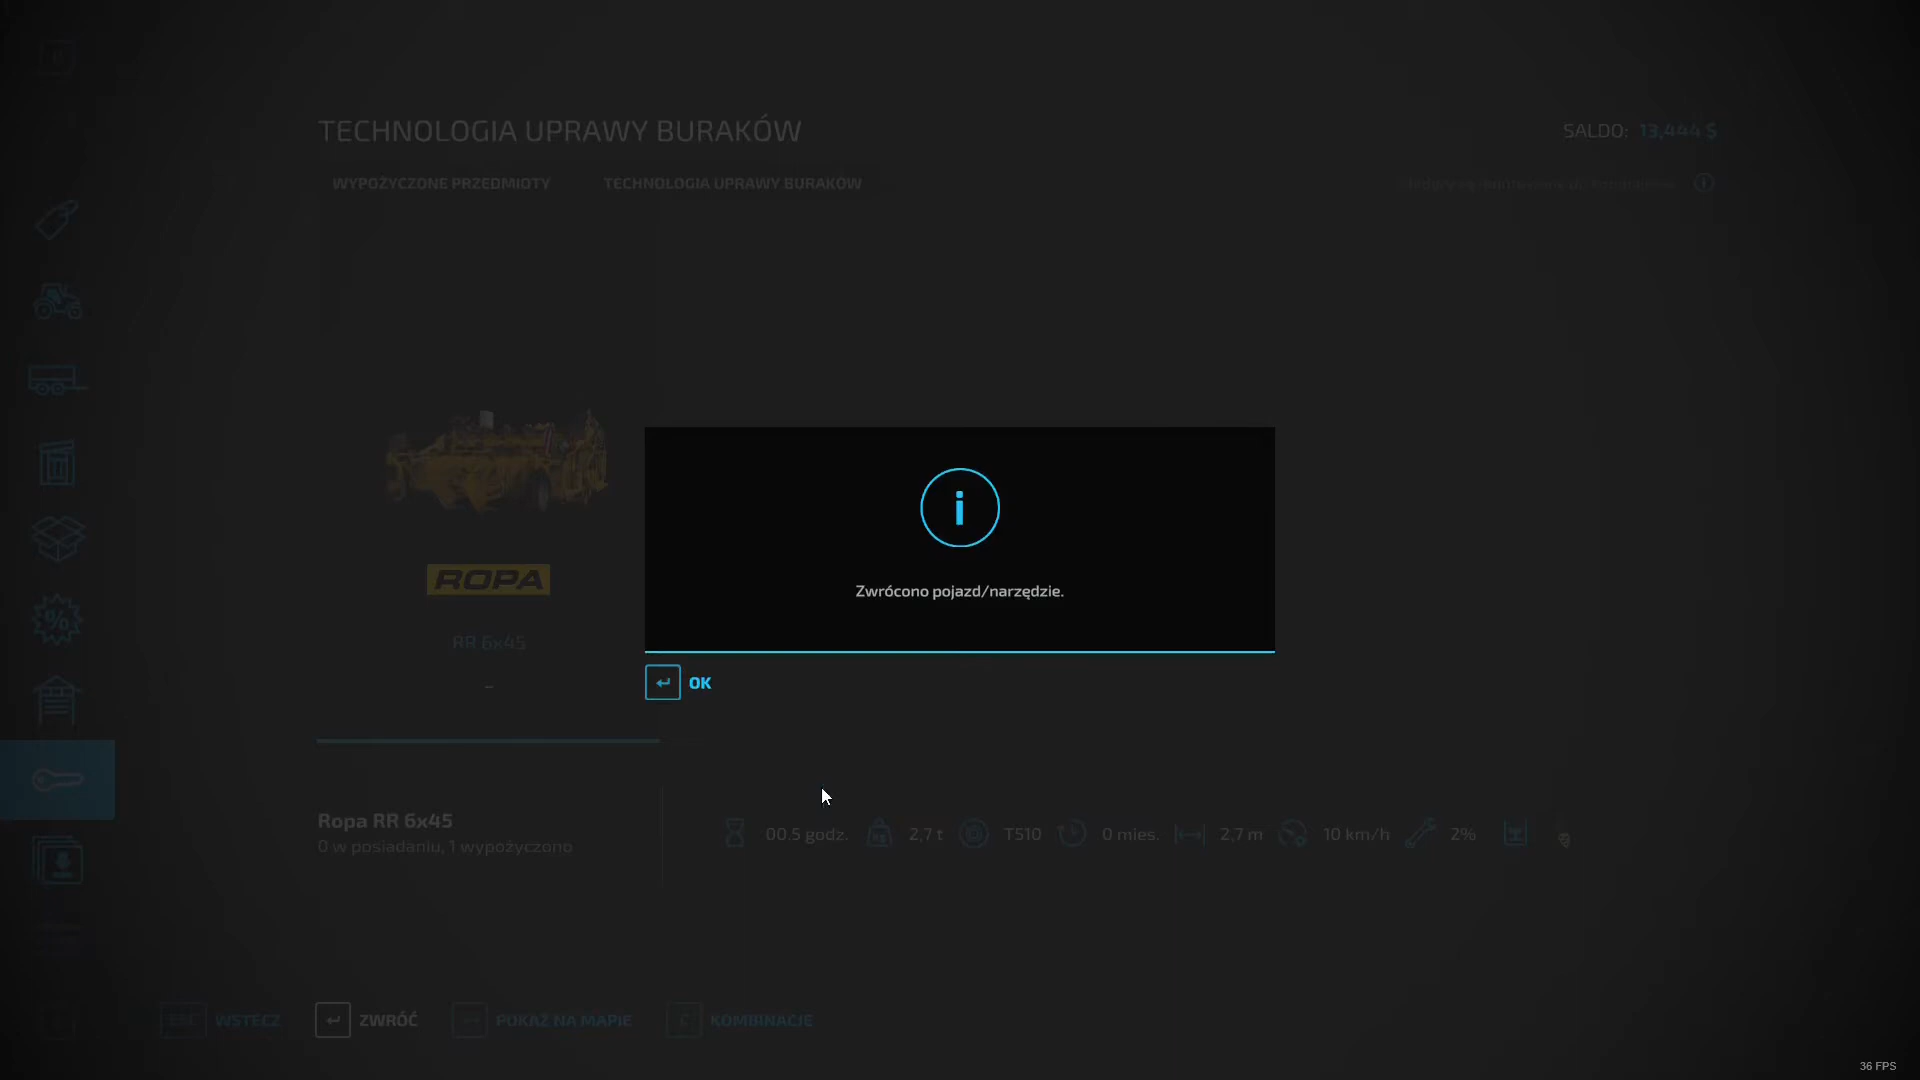 TECHNOLOGIA UPRAWY BURAKÓW
SALDO: 13,444 $
WYPOŻYCZONE PRZEDMIOTY
TECHNOLOGIA UPRAWY BURAKÓW
ROPA
RR 6x45
–
Zwrócono pojazd/narzędzie.
OK
Ropa RR 6x45
0 w posiadaniu, 1 wypożyczono
00.5 godz.
2,7 t
T510
0 mies.
2,7 m
10 km/h
2%
ESC WSTECZ
ZWRÓĆ
POKAŻ NA MAPIE
C KOMBINACJE
36 FPS